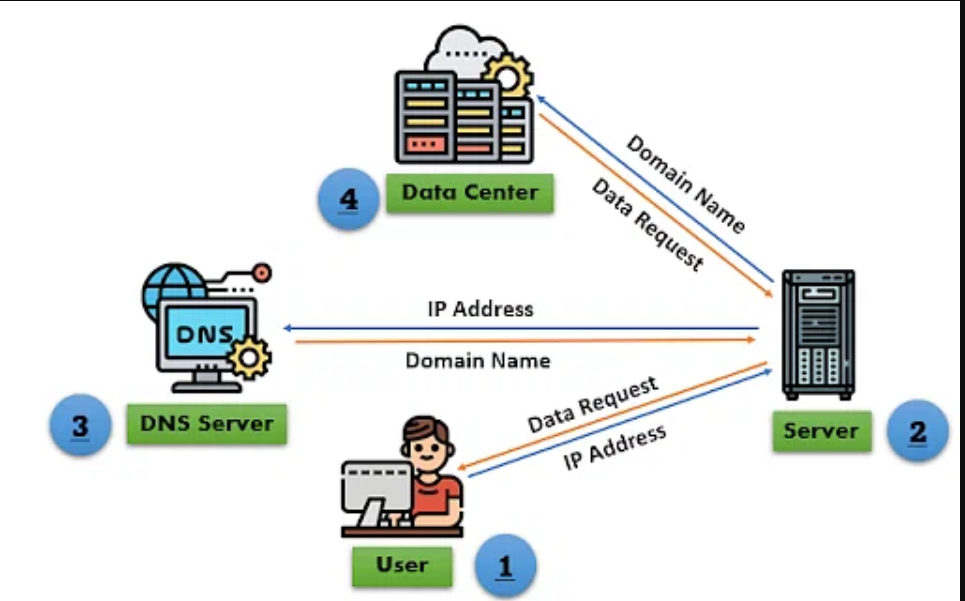 Domain Name
Data Request
4
Data Center
IP Address
DNS
Domain Name
3
DNS Server
Data Request
IP Address
Server
2
User
1